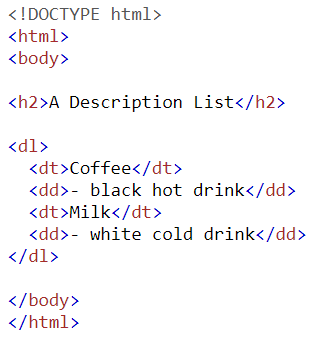 <!DOCTYPE html>
<html>
<body>
<h2>A Description List</h2>
<dl>
<dt>Coffee</dt>
<dd>- black hot drink</dd>
<dt>Milk</dt>
<dd>- white cold drink</dd>
</dl>
</body>
</html>